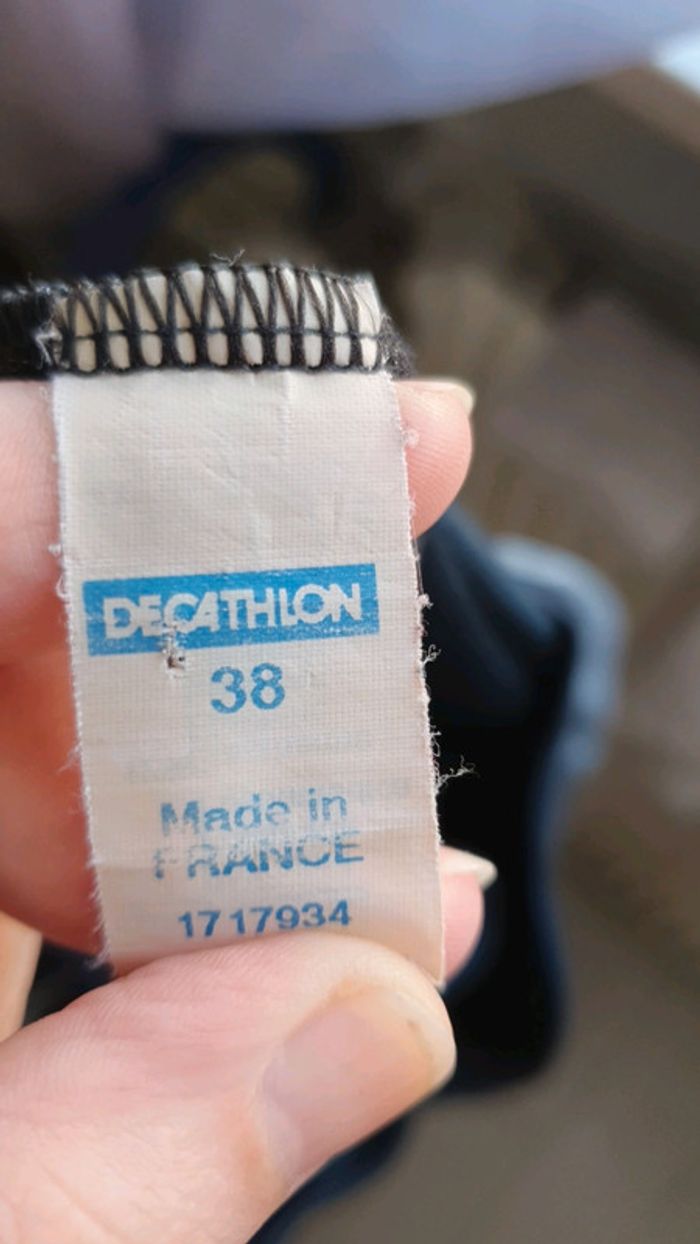 DECATHLON
38
Made in
FRANCE
1717934